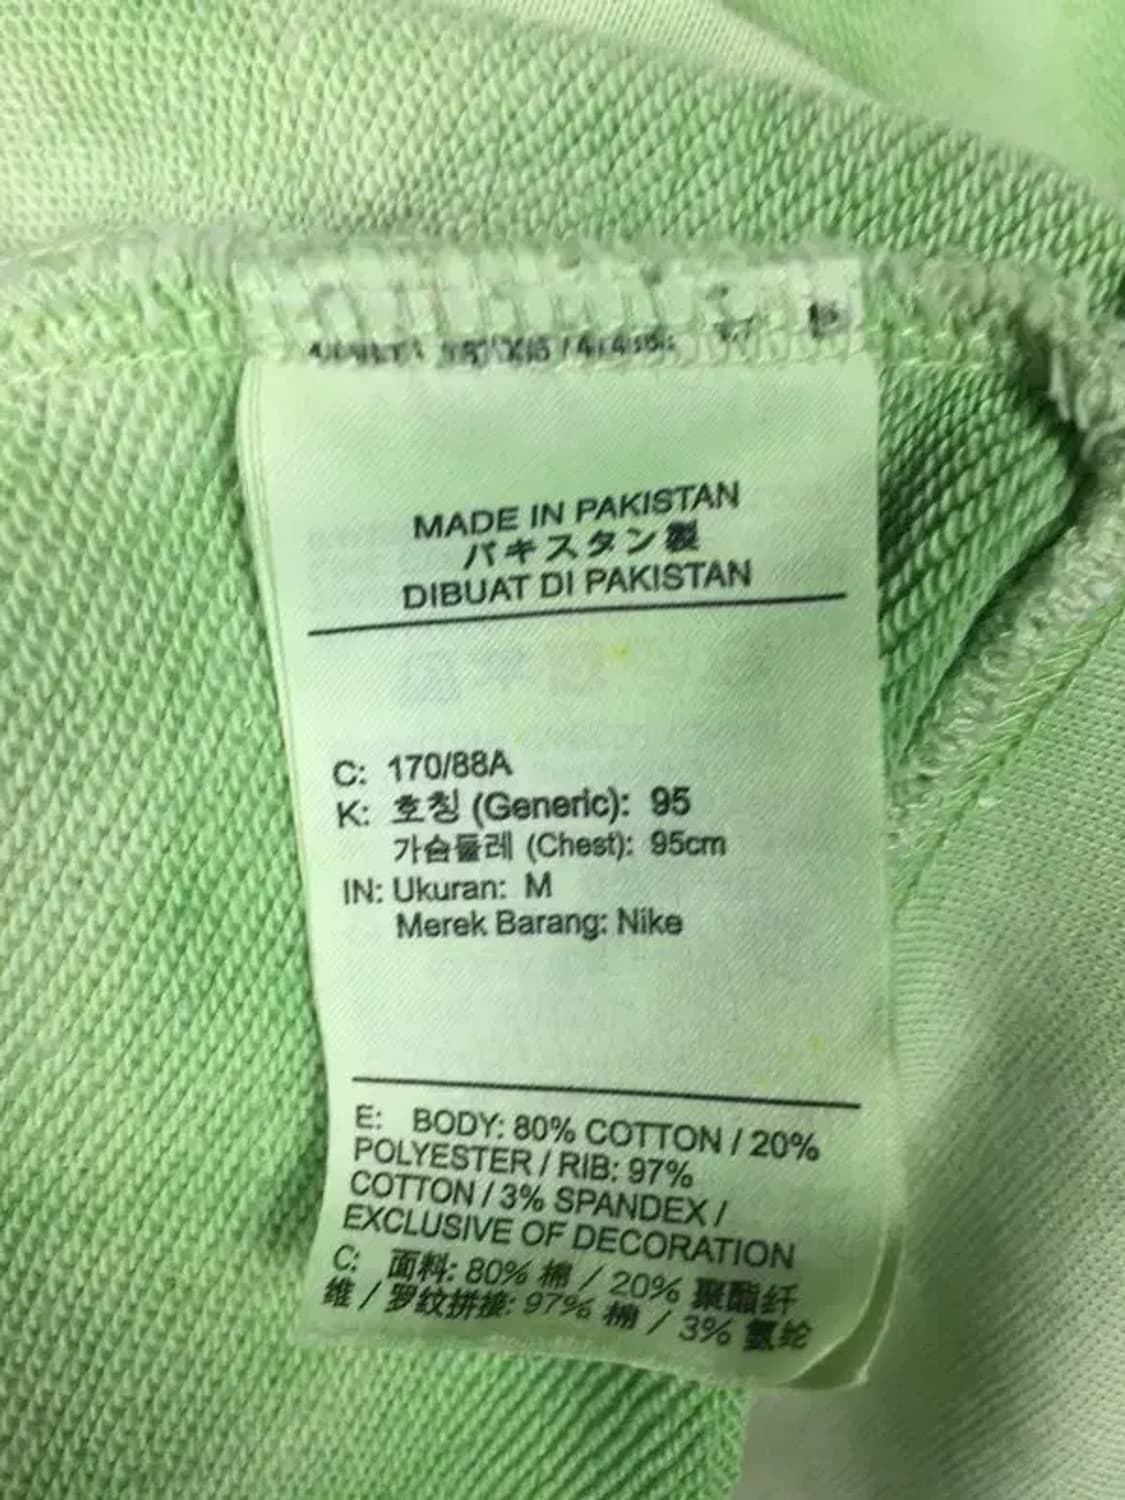 MADE IN PAKISTAN
パキスタン製
DIBUAT DI PAKISTAN
C: 170/88A
K: 호칭 (Generic): 95
가슴둘레 (Chest): 95cm
IN: Ukuran: M
Merek Barang: Nike
E: BODY: 80% COTTON / 20%
POLYESTER / RIB: 97%
COTTON / 3% SPANDEX /
EXCLUSIVE OF DECORATION
C: 面料: 80% 棉 / 20% 聚酯纤
维 / 罗纹拼接: 97% 棉 / 3% 氨纶